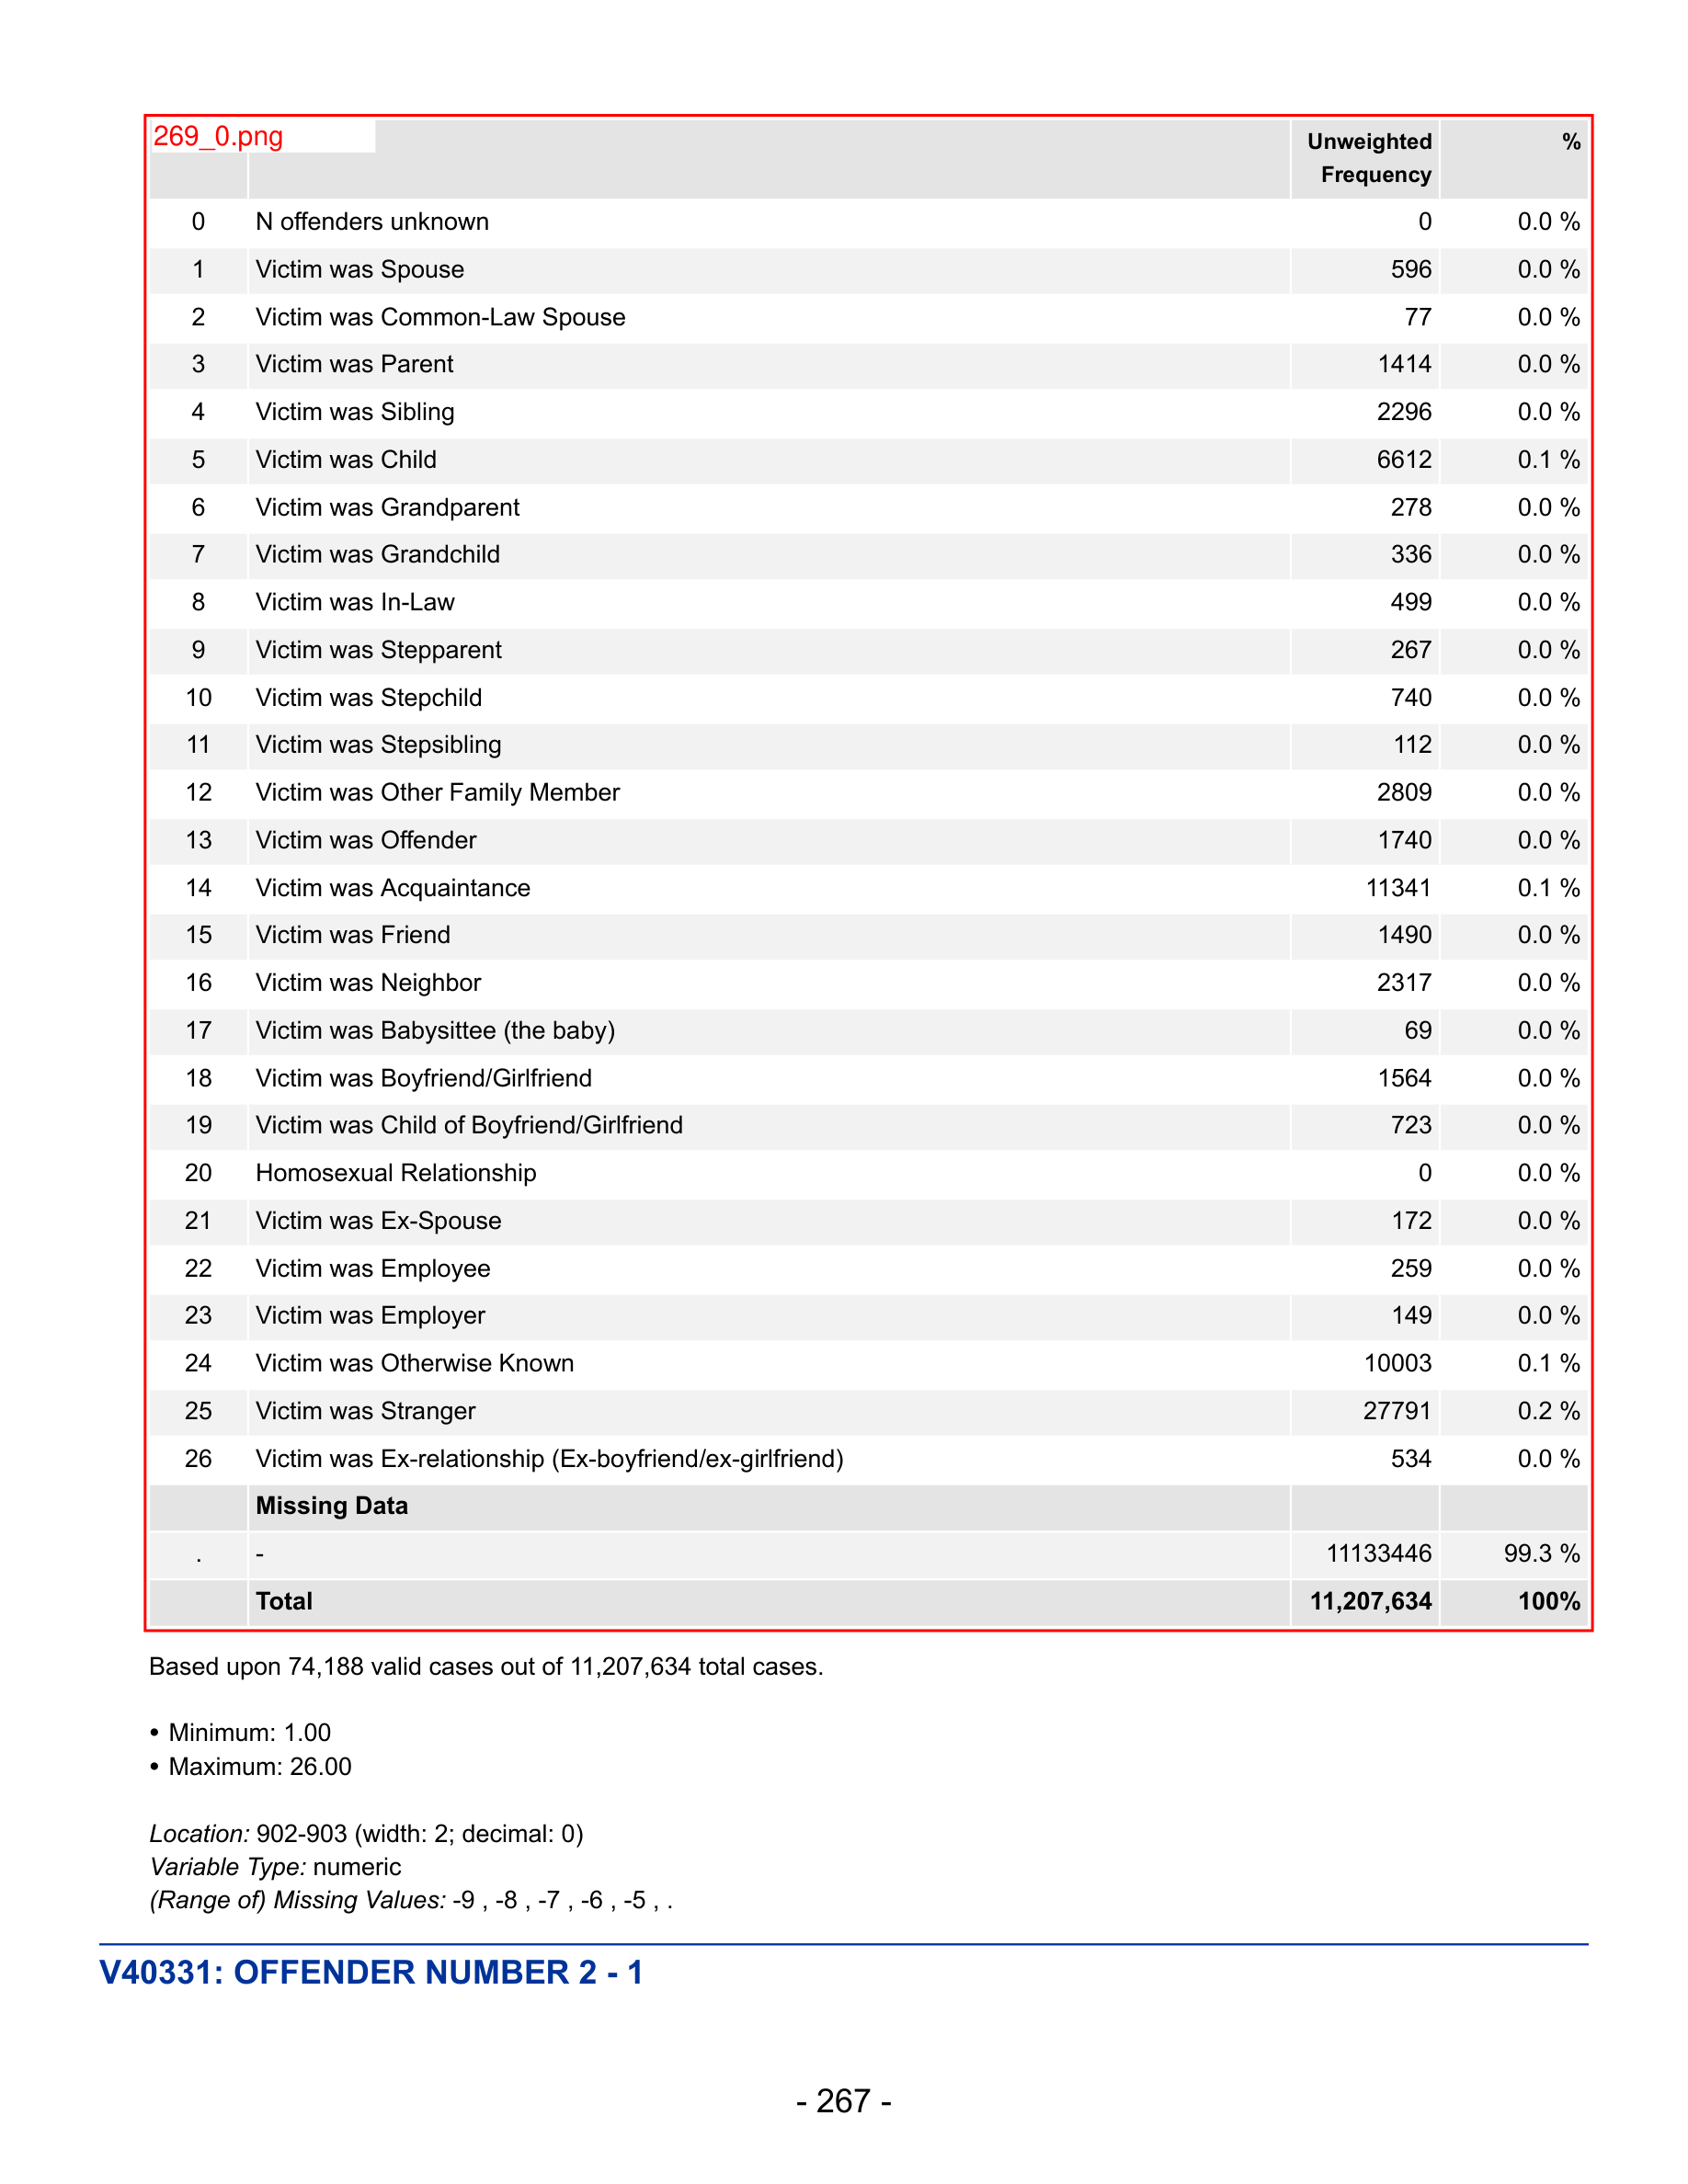 269_0.png
Unweighted Frequency %
0 N offenders unknown 0 0.0 %
1 Victim was Spouse 596 0.0 %
2 Victim was Common-Law Spouse 77 0.0 %
3 Victim was Parent 1414 0.0 %
4 Victim was Sibling 2296 0.0 %
5 Victim was Child 6612 0.1 %
6 Victim was Grandparent 278 0.0 %
7 Victim was Grandchild 336 0.0 %
8 Victim was In-Law 499 0.0 %
9 Victim was Stepparent 267 0.0 %
10 Victim was Stepchild 740 0.0 %
11 Victim was Stepsibling 112 0.0 %
12 Victim was Other Family Member 2809 0.0 %
13 Victim was Offender 1740 0.0 %
14 Victim was Acquaintance 11341 0.1 %
15 Victim was Friend 1490 0.0 %
16 Victim was Neighbor 2317 0.0 %
17 Victim was Babysittee (the baby) 69 0.0 %
18 Victim was Boyfriend/Girlfriend 1564 0.0 %
19 Victim was Child of Boyfriend/Girlfriend 723 0.0 %
20 Homosexual Relationship 0 0.0 %
21 Victim was Ex-Spouse 172 0.0 %
22 Victim was Employee 259 0.0 %
23 Victim was Employer 149 0.0 %
24 Victim was Otherwise Known 10003 0.1 %
25 Victim was Stranger 27791 0.2 %
26 Victim was Ex-relationship (Ex-boyfriend/ex-girlfriend) 534 0.0 %
Missing Data
. - 11133446 99.3 %
Total 11,207,634 100%
Based upon 74,188 valid cases out of 11,207,634 total cases.
• Minimum: 1.00
• Maximum: 26.00
Location: 902-903 (width: 2; decimal: 0)
Variable Type: numeric
(Range of) Missing Values: -9 , -8 , -7 , -6 , -5 , .
V40331: OFFENDER NUMBER 2 - 1
- 267 -